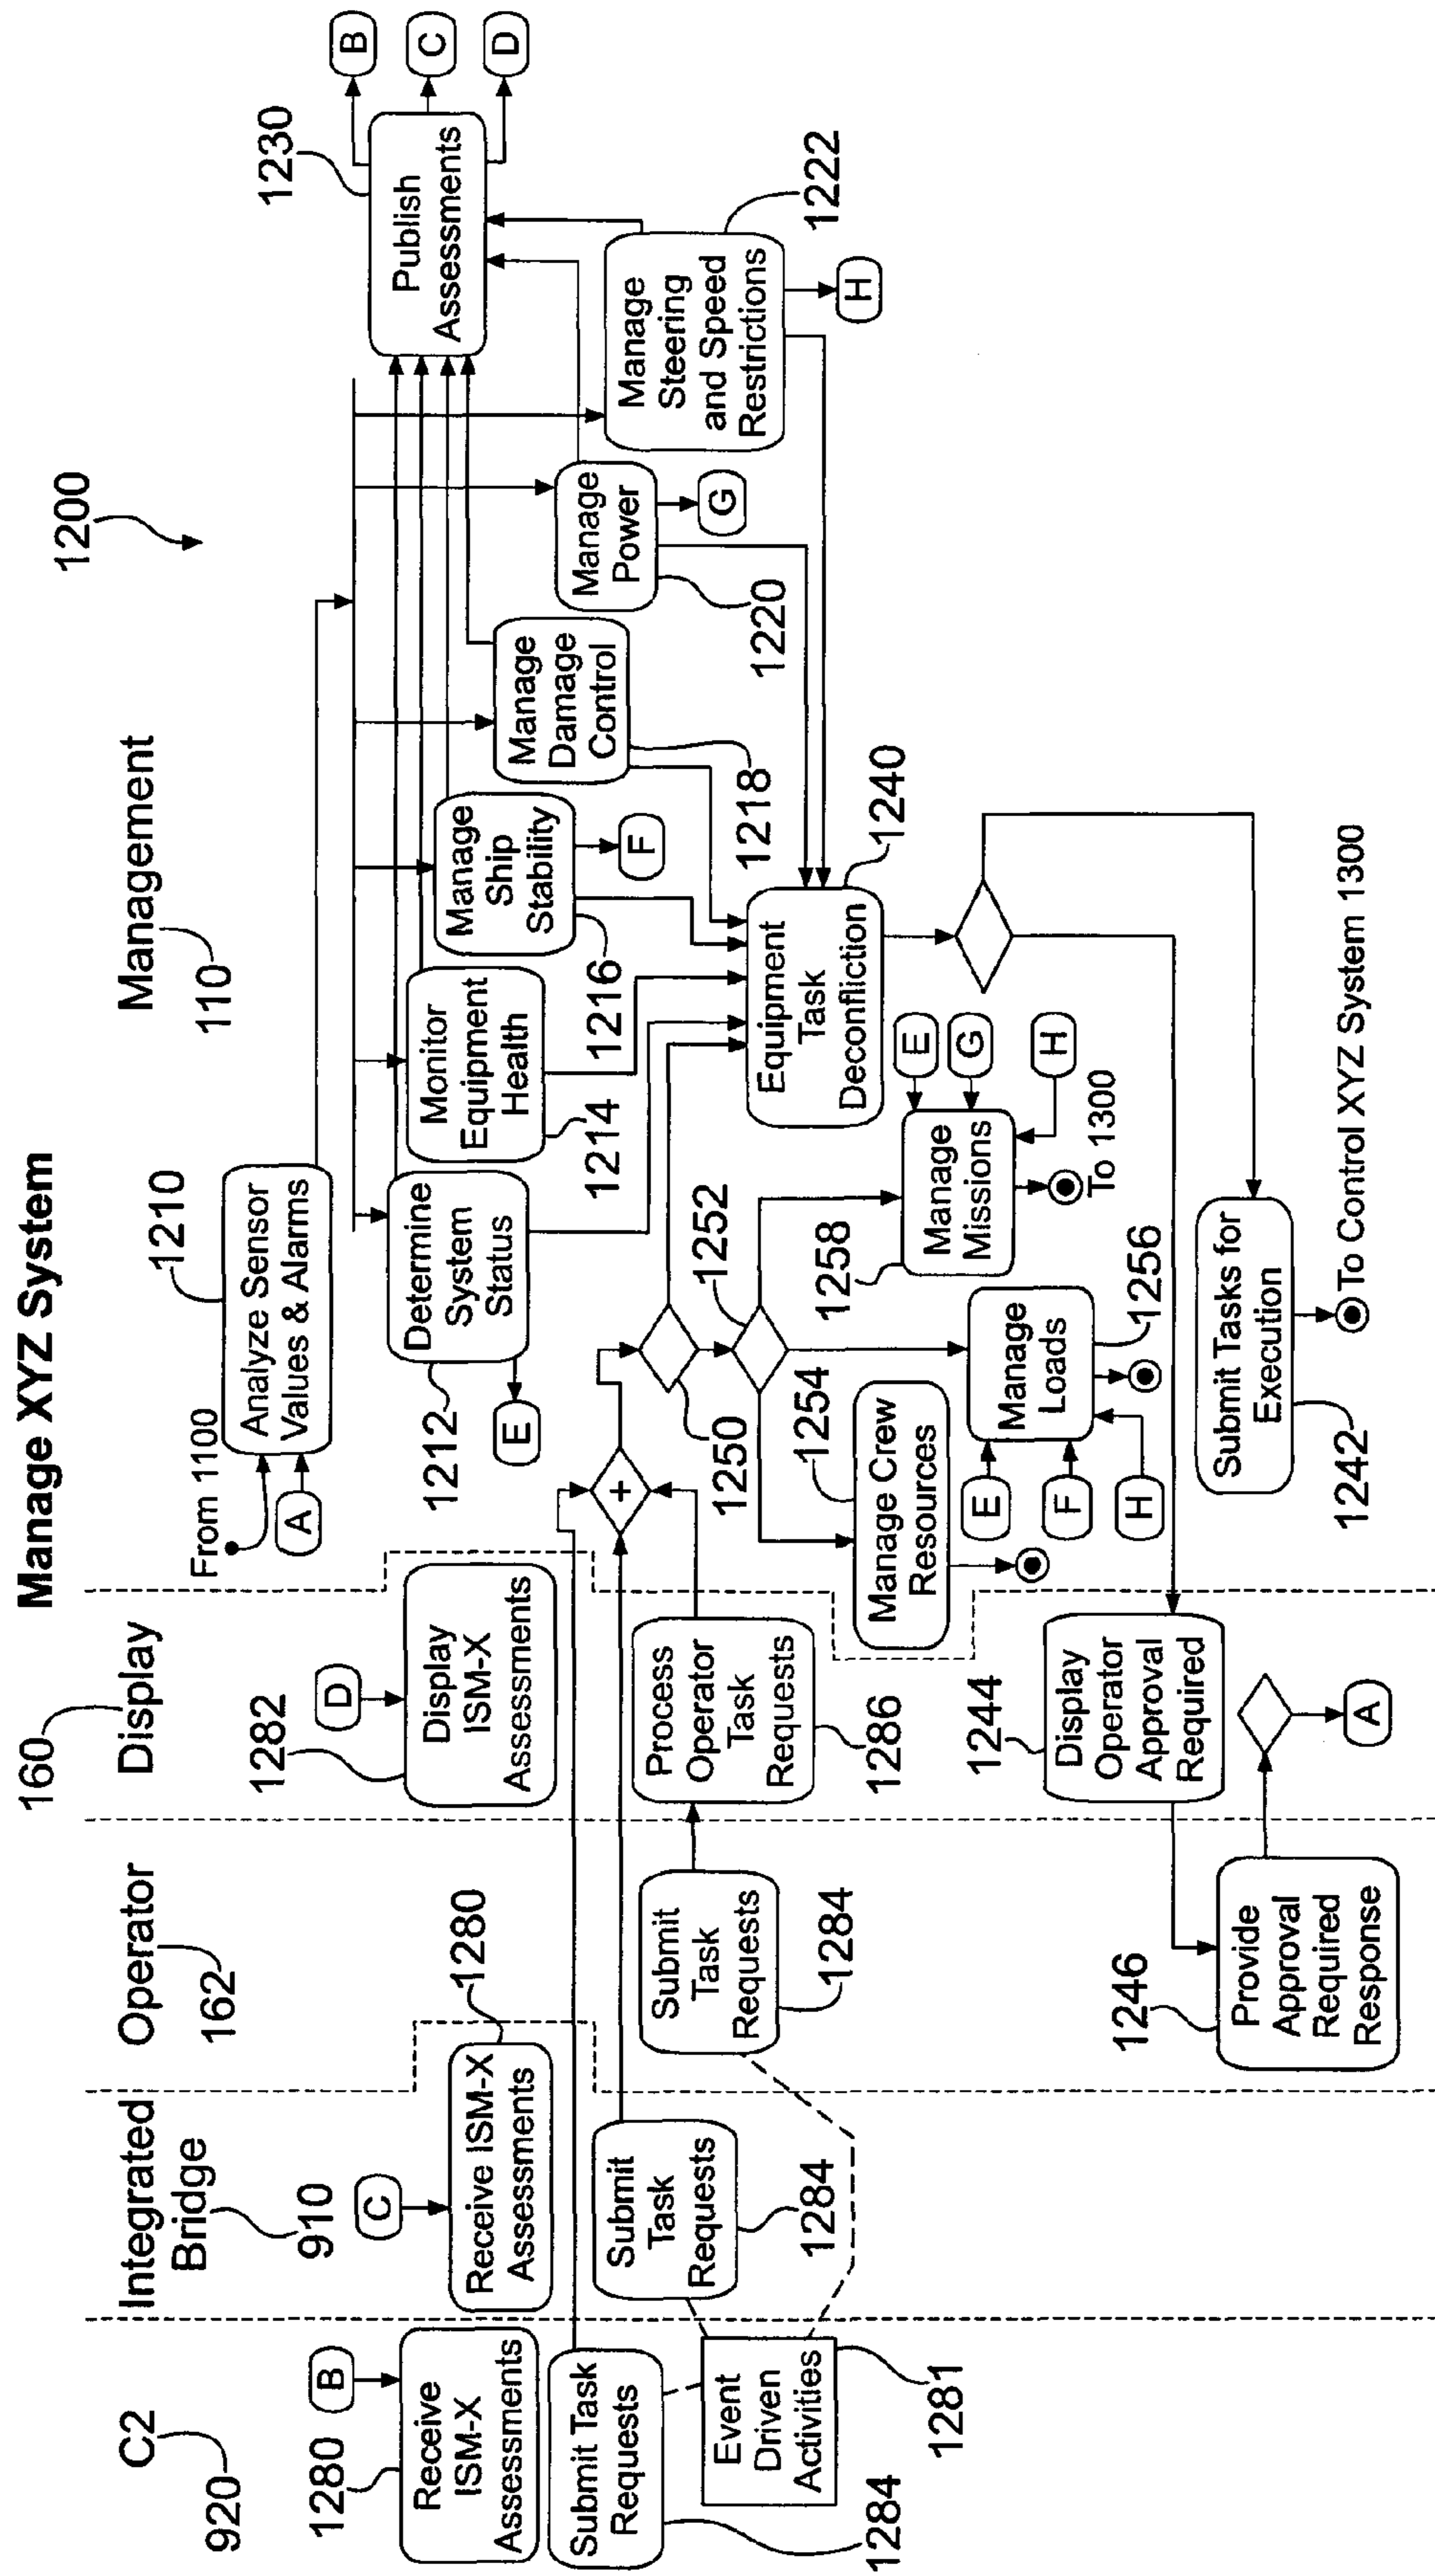 Manage XYZ System
1200
C2
920
Integrated
Bridge
910
Operator
162
Display
160
Management
110
B
1280
Receive
ISM-X
Assessments
Submit Task
Requests
1284
Event
Driven
Activities
1281
C
Receive ISM-X
Assessments
1280
Submit
Task
Requests
1284
Submit
Task
Requests
1284
1246
Provide
Approval
Required
Response
D
1282
Display
ISM-X
Assessments
Process
Operator
Task
Requests
1286
1244
Display
Operator
Approval
Required
A
From 1100
A
1210
Analyze Sensor
Values & Alarms
1212
Determine
System
Status
E
Monitor
Equipment
Health
1214
Manage
Ship
Stability
1216
F
Manage
Damage
Control
1218
Manage
Power
1220
G
Manage
Steering
and Speed
Restrictions
1222
H
1230
Publish
Assessments
B
C
D
+
1250
1252
1254
Manage Crew
Resources
Manage
Loads
1256
E
F
H
1258
Manage
Missions
E
G
H
To 1300
Equipment
Task
Deconfliction
1240
Submit Tasks for
Execution
1242
To Control XYZ System 1300